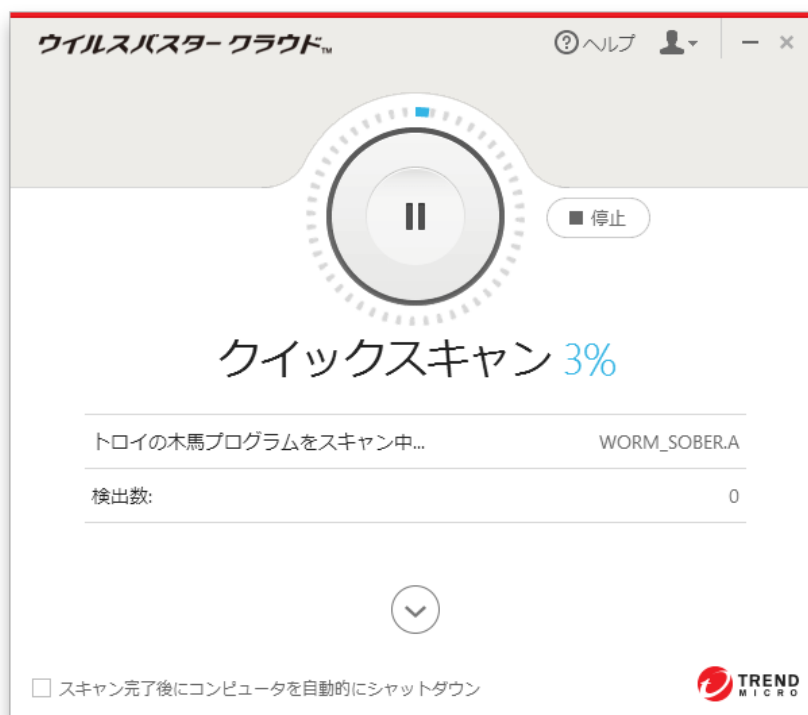 ウイルスバスター クラウド™
?ヘルプ
停止
クイックスキャン 3%
トロイの木馬プログラムをスキャン中... WORM_SOBER.A
検出数: 0
スキャン完了後にコンピュータを自動的にシャットダウン
TREND
MICRO